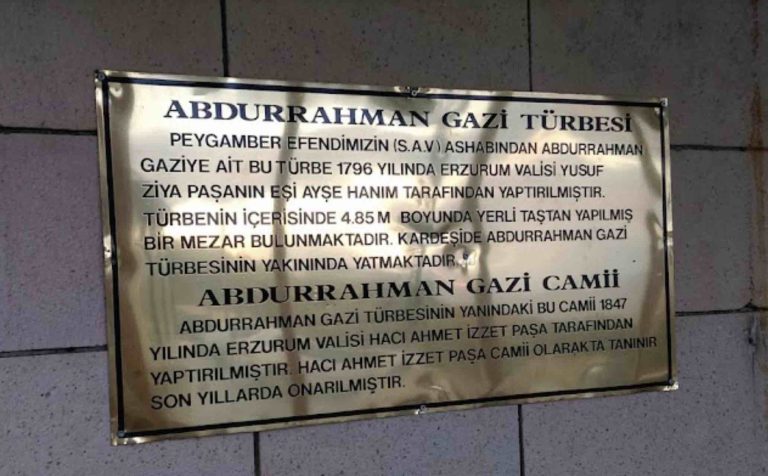 ABDURRAHMAN GAZİ TÜRBESİ
PEYGAMBER EFENDİMİZİN (S.A.V) ASHABINDAN ABDURRAHMAN
GAZİYE AİT BU TÜRBE 1796 YILINDA ERZURUM VALİSİ YUSUF
ZİYA PAŞANIN EŞİ AYŞE HANIM TARAFINDAN YAPTIRILMIŞTIR.
TÜRBENİN İÇERİSİNDE 4.85 M BOYUNDA YERLİ TAŞTAN YAPILMIŞ
BİR MEZAR BULUNMAKTADIR. KARDEŞİDE ABDURRAHMAN GAZİ
TÜRBESİNİN YAKININDA YATMAKTADIR.
ABDURRAHMAN GAZİ CAMİİ
ABDURRAHMAN GAZİ TÜRBESİNİN YANINDAKİ BU CAMİİ 1847
YILINDA ERZURUM VALİSİ HACI AHMET İZZET PAŞA TARAFINDAN
YAPTIRILMIŞTIR. HACI AHMET İZZET PAŞA CAMİİ OLARAKTA TANINIR
SON YILLARDA ONARILMIŞTIR.